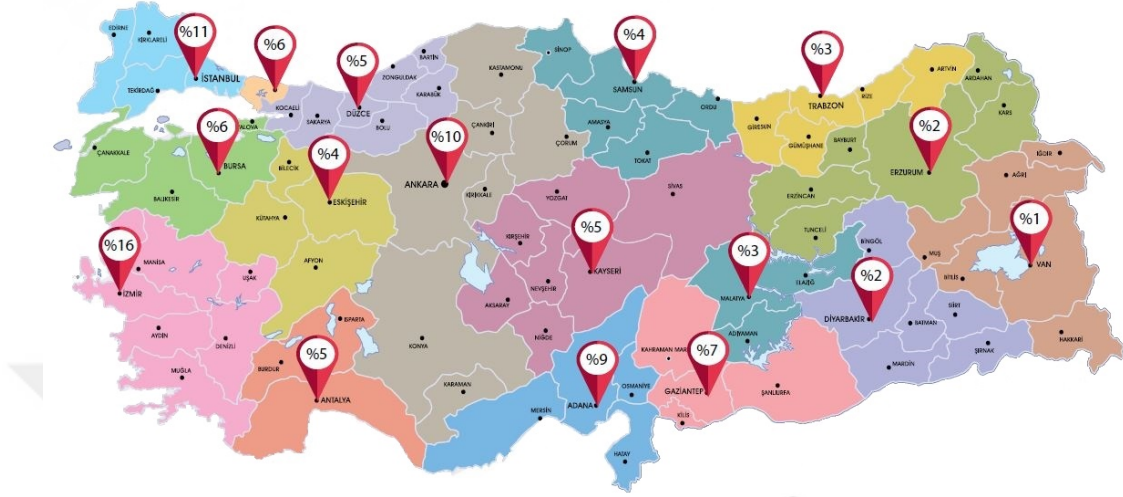 EDİRNE
KIRKLARELİ
TEKİRDAĞ
%11
İSTANBUL
%6
KOCAELİ
YALOVA
SAKARYA
%5
DÜZCE
BOLU
ZONGULDAK
BARTIN
KARABÜK
KASTAMONU
ÇANKIRI
%10
ANKARA
KIRIKKALE
ÇORUM
SİNOP
%4
SAMSUN
AMASYA
TOKAT
ORDU
GİRESUN
%3
TRABZON
GÜMÜŞHANE
RİZE
ARTVİN
ARDAHAN
KARS
BAYBURT
%2
ERZURUM
ERZİNCAN
TUNCELİ
IĞDIR
AĞRI
%1
VAN
MUŞ
BİTLİS
HAKKARİ
ÇANAKKALE
BALIKESİR
%6
BURSA
BİLECİK
%4
ESKİŞEHİR
KÜTAHYA
AFYON
%16
İZMİR
MANİSA
UŞAK
AYDIN
DENİZLİ
MUĞLA
ISPARTA
BURDUR
%5
ANTALYA
KONYA
KARAMAN
YOZGAT
SİVAS
KIRŞEHİR
NEVŞEHİR
%5
KAYSERİ
AKSARAY
NİĞDE
%3
MALATYA
ELAZIĞ
ADIYAMAN
BİNGÖL
%2
DİYARBAKİR
BATMAN
SİİRT
MARDİN
ŞIRNAK
MERSİN
%9
ADANA
OSMANİYE
HATAY
KAHRAMAN MAR
%7
GAZİANTEP
KİLİS
ŞANLIURFA